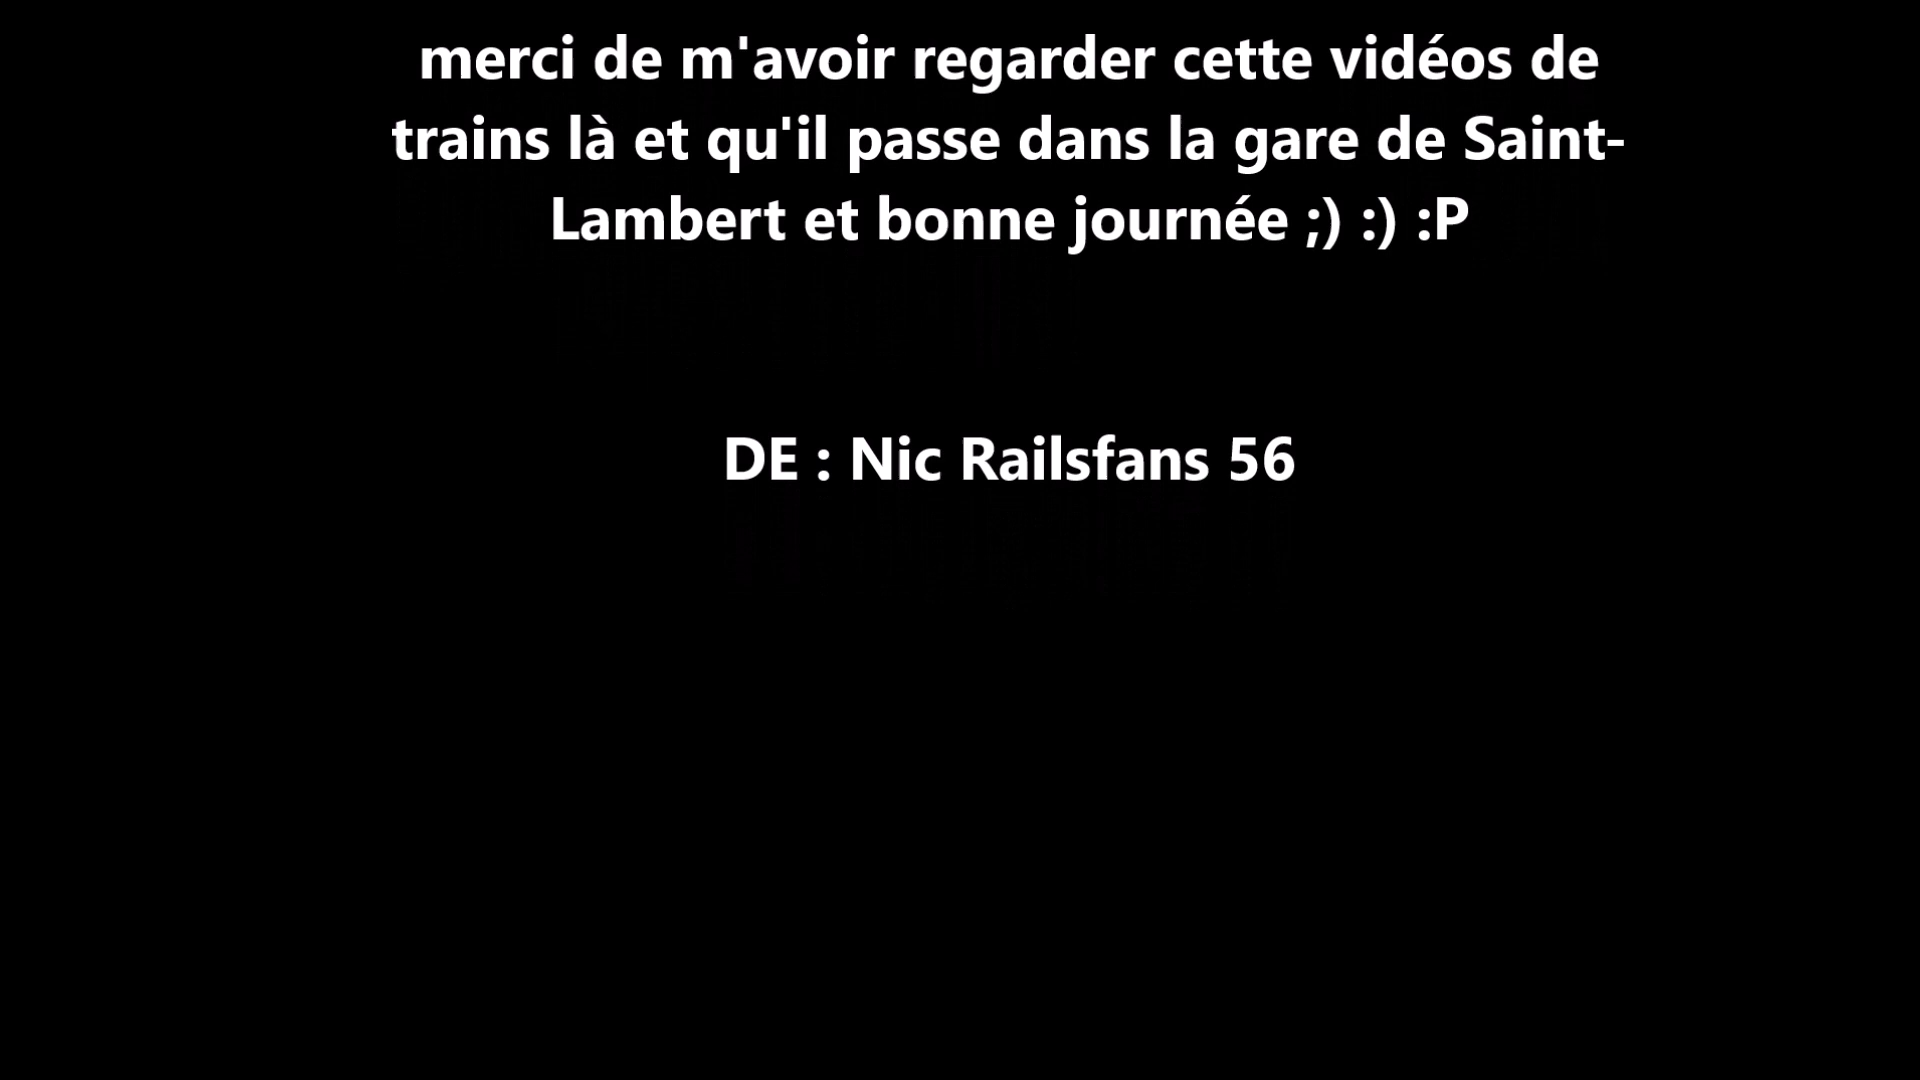 merci de m'avoir regarder cette vidéos de
trains là et qu'il passe dans la gare de Saint-
Lambert et bonne journée ;) :) :P
DE : Nic Railsfans 56